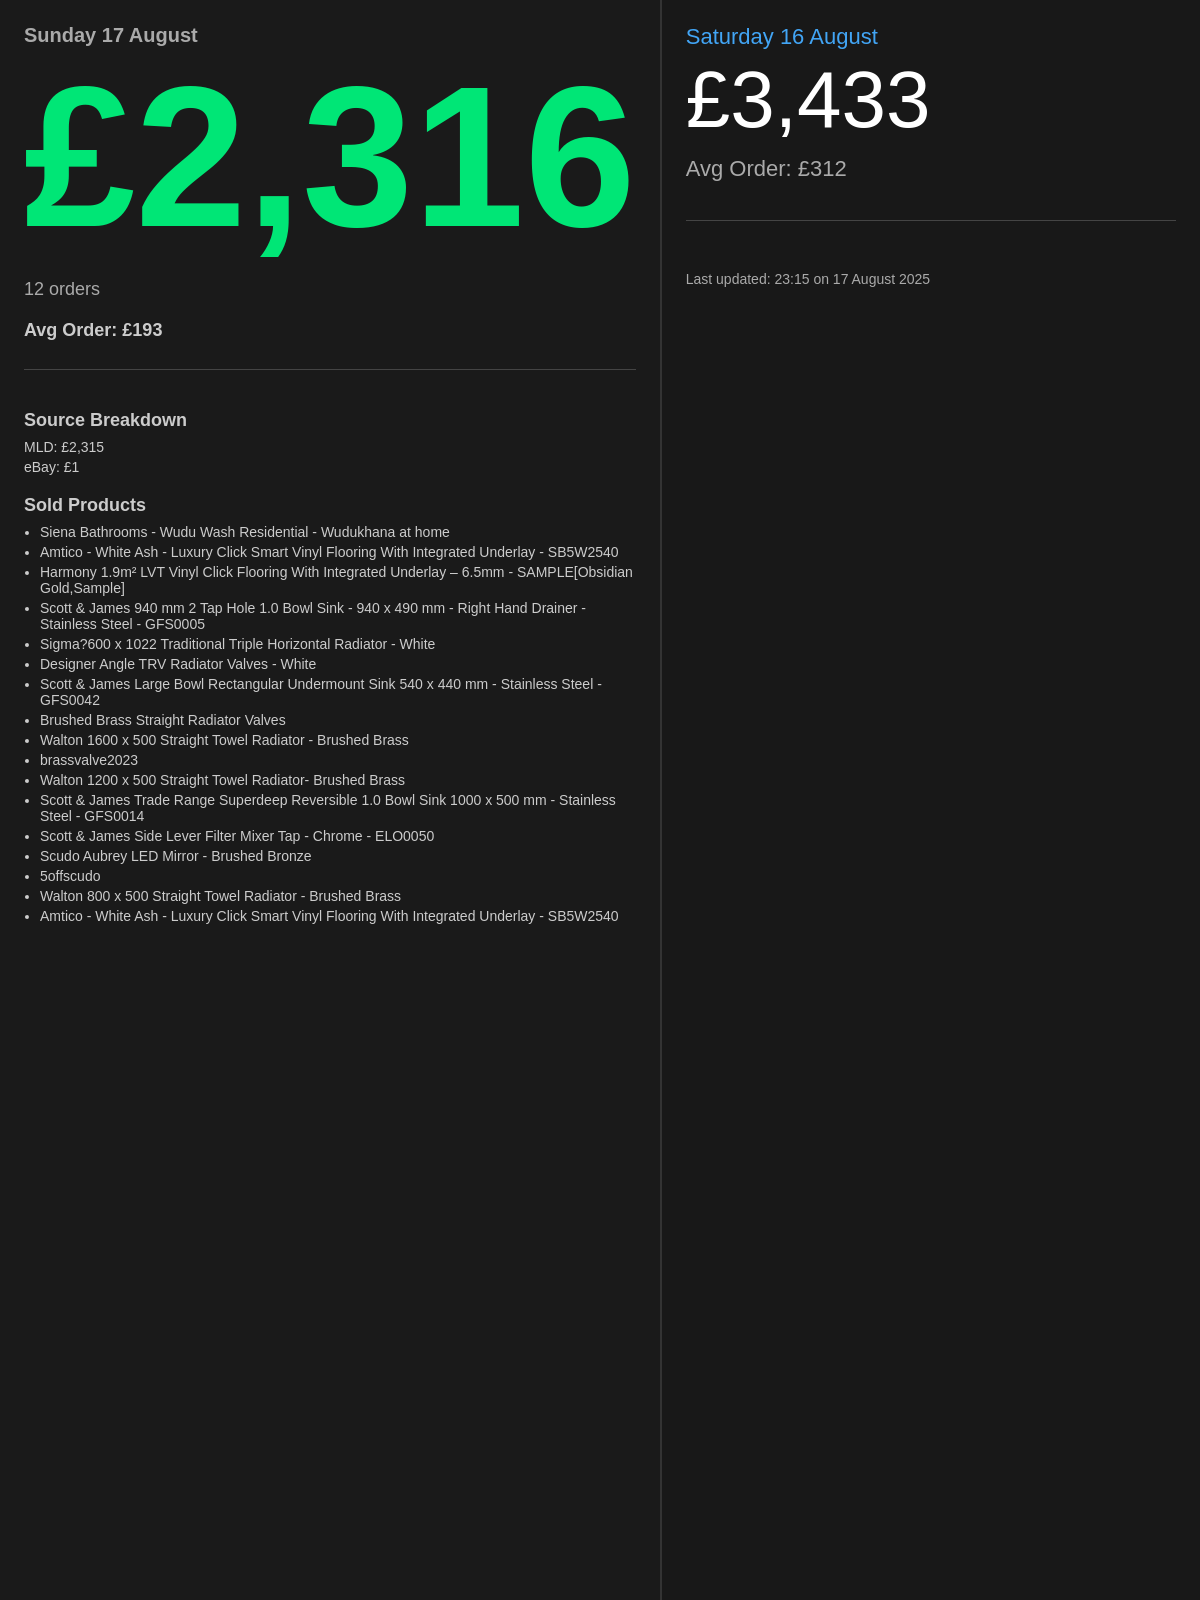 Sunday 17 August
£2,316
12 orders
Avg Order: £193
Source Breakdown
MLD: £2,315
eBay: £1
Sold Products
• Siena Bathrooms - Wudu Wash Residential - Wudukhana at home
• Amtico - White Ash - Luxury Click Smart Vinyl Flooring With Integrated Underlay - SB5W2540
• Harmony 1.9m² LVT Vinyl Click Flooring With Integrated Underlay – 6.5mm - SAMPLE[Obsidian
Gold,Sample]
• Scott & James 940 mm 2 Tap Hole 1.0 Bowl Sink - 940 x 490 mm - Right Hand Drainer -
Stainless Steel - GFS0005
• Sigma?600 x 1022 Traditional Triple Horizontal Radiator - White
• Designer Angle TRV Radiator Valves - White
• Scott & James Large Bowl Rectangular Undermount Sink 540 x 440 mm - Stainless Steel -
GFS0042
• Brushed Brass Straight Radiator Valves
• Walton 1600 x 500 Straight Towel Radiator - Brushed Brass
• brassvalve2023
• Walton 1200 x 500 Straight Towel Radiator- Brushed Brass
• Scott & James Trade Range Superdeep Reversible 1.0 Bowl Sink 1000 x 500 mm - Stainless
Steel - GFS0014
• Scott & James Side Lever Filter Mixer Tap - Chrome - ELO0050
• Scudo Aubrey LED Mirror - Brushed Bronze
• 5offscudo
• Walton 800 x 500 Straight Towel Radiator - Brushed Brass
• Amtico - White Ash - Luxury Click Smart Vinyl Flooring With Integrated Underlay - SB5W2540
Saturday 16 August
£3,433
Avg Order: £312
Last updated: 23:15 on 17 August 2025